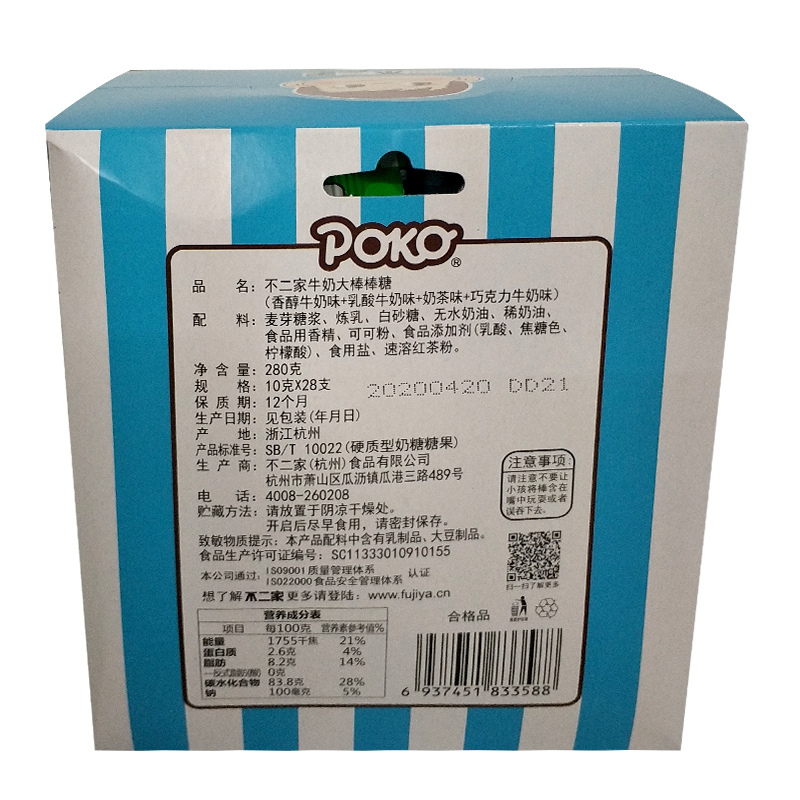 POKO®
品 名：不二家牛奶大棒棒糖
（香醇牛奶味+乳酸牛奶味+奶茶味+巧克力牛奶味）
配 料：麦芽糖浆、炼乳、白砂糖、无水奶油、稀奶油、
食品用香精、可可粉、食品添加剂(乳酸、焦糖色、
柠檬酸)、食用盐、速溶红茶粉。
净 含 量：280克
规 格：10克X28支
20200420 DD21
保 质 期：12个月
生产日期：见包装(年月日)
产 地：浙江杭州
产品标准号：SB/T 10022(硬质型奶糖糖果)
生 产 商：不二家(杭州)食品有限公司
杭州市萧山区瓜沥镇瓜港三路489号
电 话：4008-260208
贮藏方法：请放置于阴凉干燥处。
开启后尽早食用，请密封保存。
致敏物质提示：本产品配料中含有乳制品、大豆制品。
食品生产许可证编号：SC11333010910155
本公司通过：ISO9001质量管理体系
ISO22000食品安全管理体系 认证
想了解不二家更多请登陆：www.fujiya.com.cn
注意事项：
请注意不要让
小孩将棒含在
嘴中玩耍或者
误吞下去。
扫一扫了解更多
营养成分表
项目 每100克 营养素参考值%
能量 1755千焦 21%
蛋白质 2.6克 4%
脂肪 8.2克 14%
—反式脂肪(酸) 0克
碳水化合物 83.8克 28%
钠 100毫克 5%
合格品
6 937451 833588